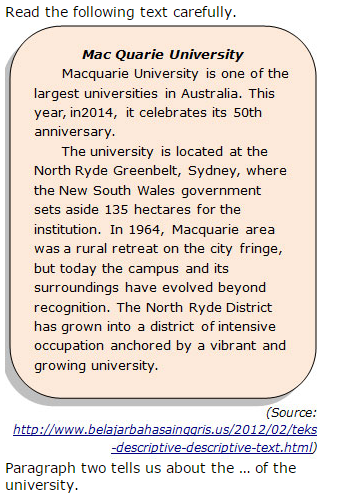 Read the following text carefully.
Mac Quarie University
Macquarie University is one of the
largest universities in Australia. This
year, in2014, it celebrates its 50th
anniversary.
The university is located at the
North Ryde Greenbelt, Sydney, where
the New South Wales government
sets aside 135 hectares for the
institution. In 1964, Macquarie area
was a rural retreat on the city fringe,
but today the campus and its
surroundings have evolved beyond
recognition. The North Ryde District
has grown into a district of intensive
occupation anchored by a vibrant and
growing university.
(Source:
http://www.belajarbahasainggris.us/2012/02/teks
-descriptive-descriptive-text.html)
Paragraph two tells us about the ... of the
university.